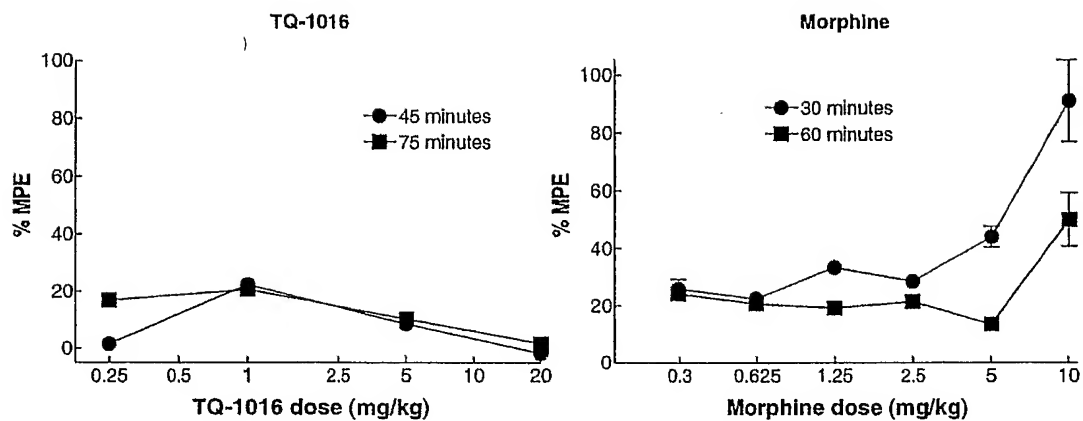 TQ-1016
100
80
60
40
20
0
% MPE
45 minutes
75 minutes
0.25 0.5 1 2.5 5 10 20
TQ-1016 dose (mg/kg)
Morphine
100
80
60
40
20
0
% MPE
30 minutes
60 minutes
0.3 0.625 1.25 2.5 5 10
Morphine dose (mg/kg)